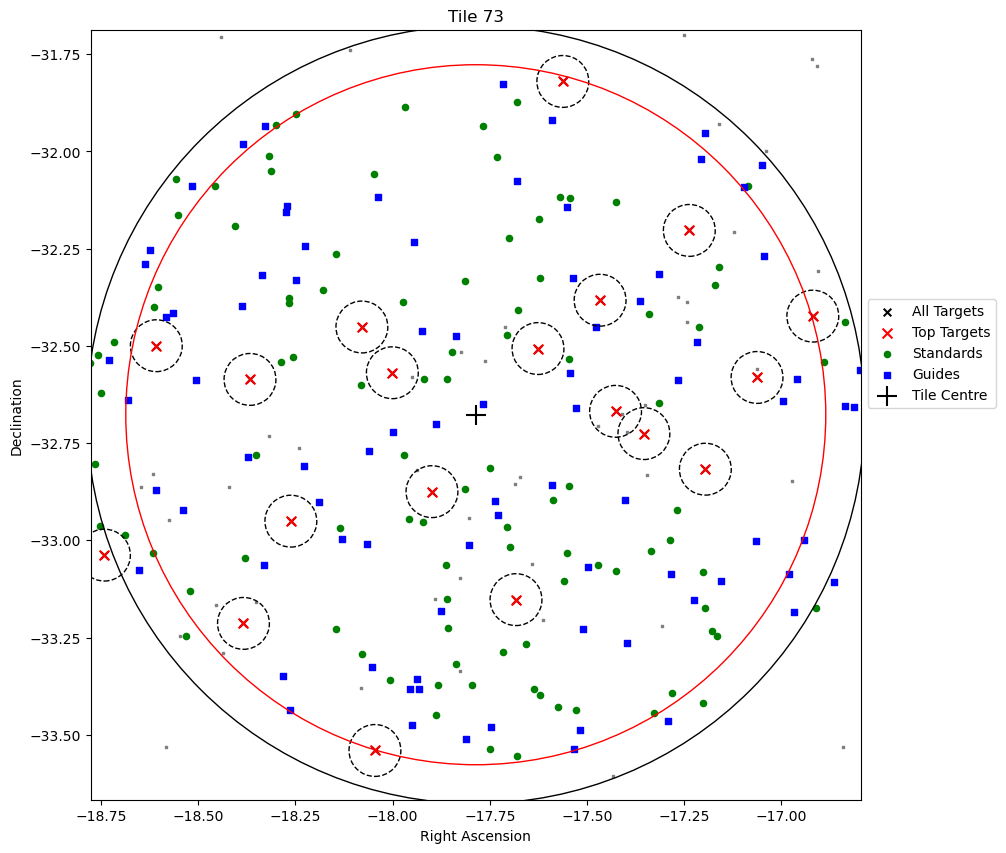 Tile 73
−31.75
−32.00
−32.25
−32.50
−32.75
−33.00
−33.25
−33.50
Declination
−18.75
−18.50
−18.25
−18.00
−17.75
−17.50
−17.25
−17.00
Right Ascension
All Targets
Top Targets
Standards
Guides
Tile Centre